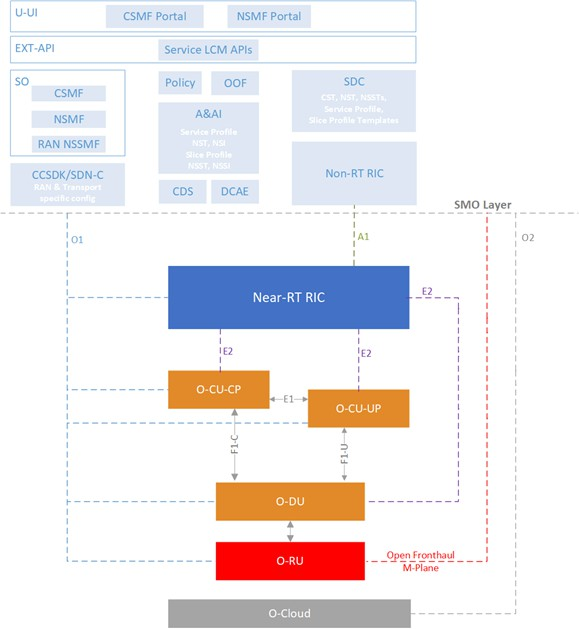 U-UI
CSMF Portal
NSMF Portal
EXT-API
Service LCM APIs
SO
CSMF
NSMF
RAN NSSMF
Policy
OOF
A&AI
Service Profile
NST, NSI
Slice Profile
NSST, NSSI
SDC
CST, NST, NSSTs,
Service Profile,
Slice Profile Templates
CCSDK/SDN-C
RAN & Transport
specific config
CDS
DCAE
Non-RT RIC
SMO Layer
O1
A1
O2
Near-RT RIC
E2
E2
E2
O-CU-CP
E1
O-CU-UP
F1-C
F1-U
O-DU
O-RU
Open Fronthaul
M-Plane
O-Cloud